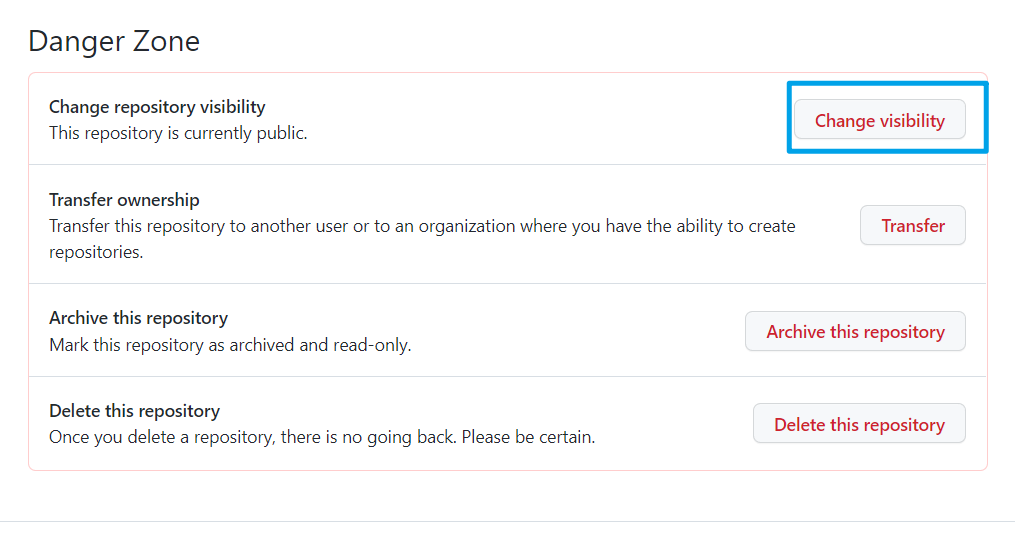 Danger Zone
Change repository visibility
This repository is currently public.
Change visibility
Transfer ownership
Transfer this repository to another user or to an organization where you have the ability to create
repositories.
Transfer
Archive this repository
Mark this repository as archived and read-only.
Archive this repository
Delete this repository
Once you delete a repository, there is no going back. Please be certain.
Delete this repository